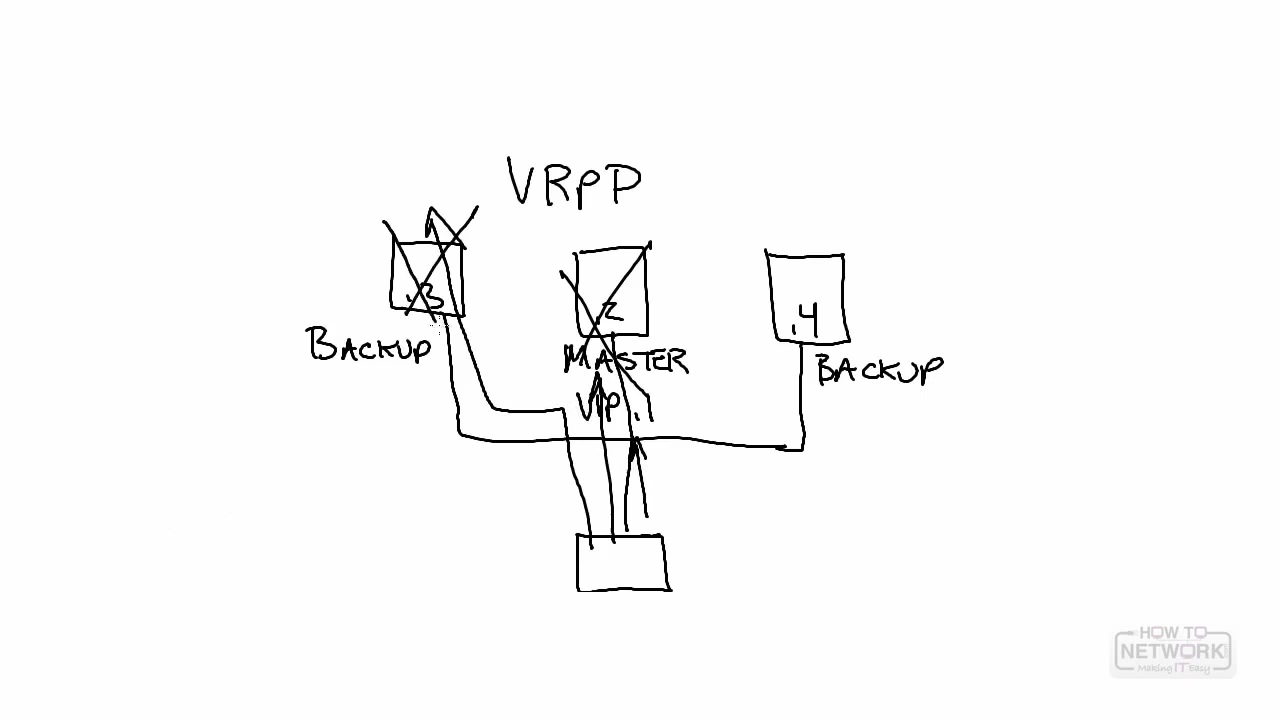 VRPP
.3
.2
.4
BACKUP
MASTER
BACKUP
VIP .1
HOW TO
NETWORK
Making IT Easy